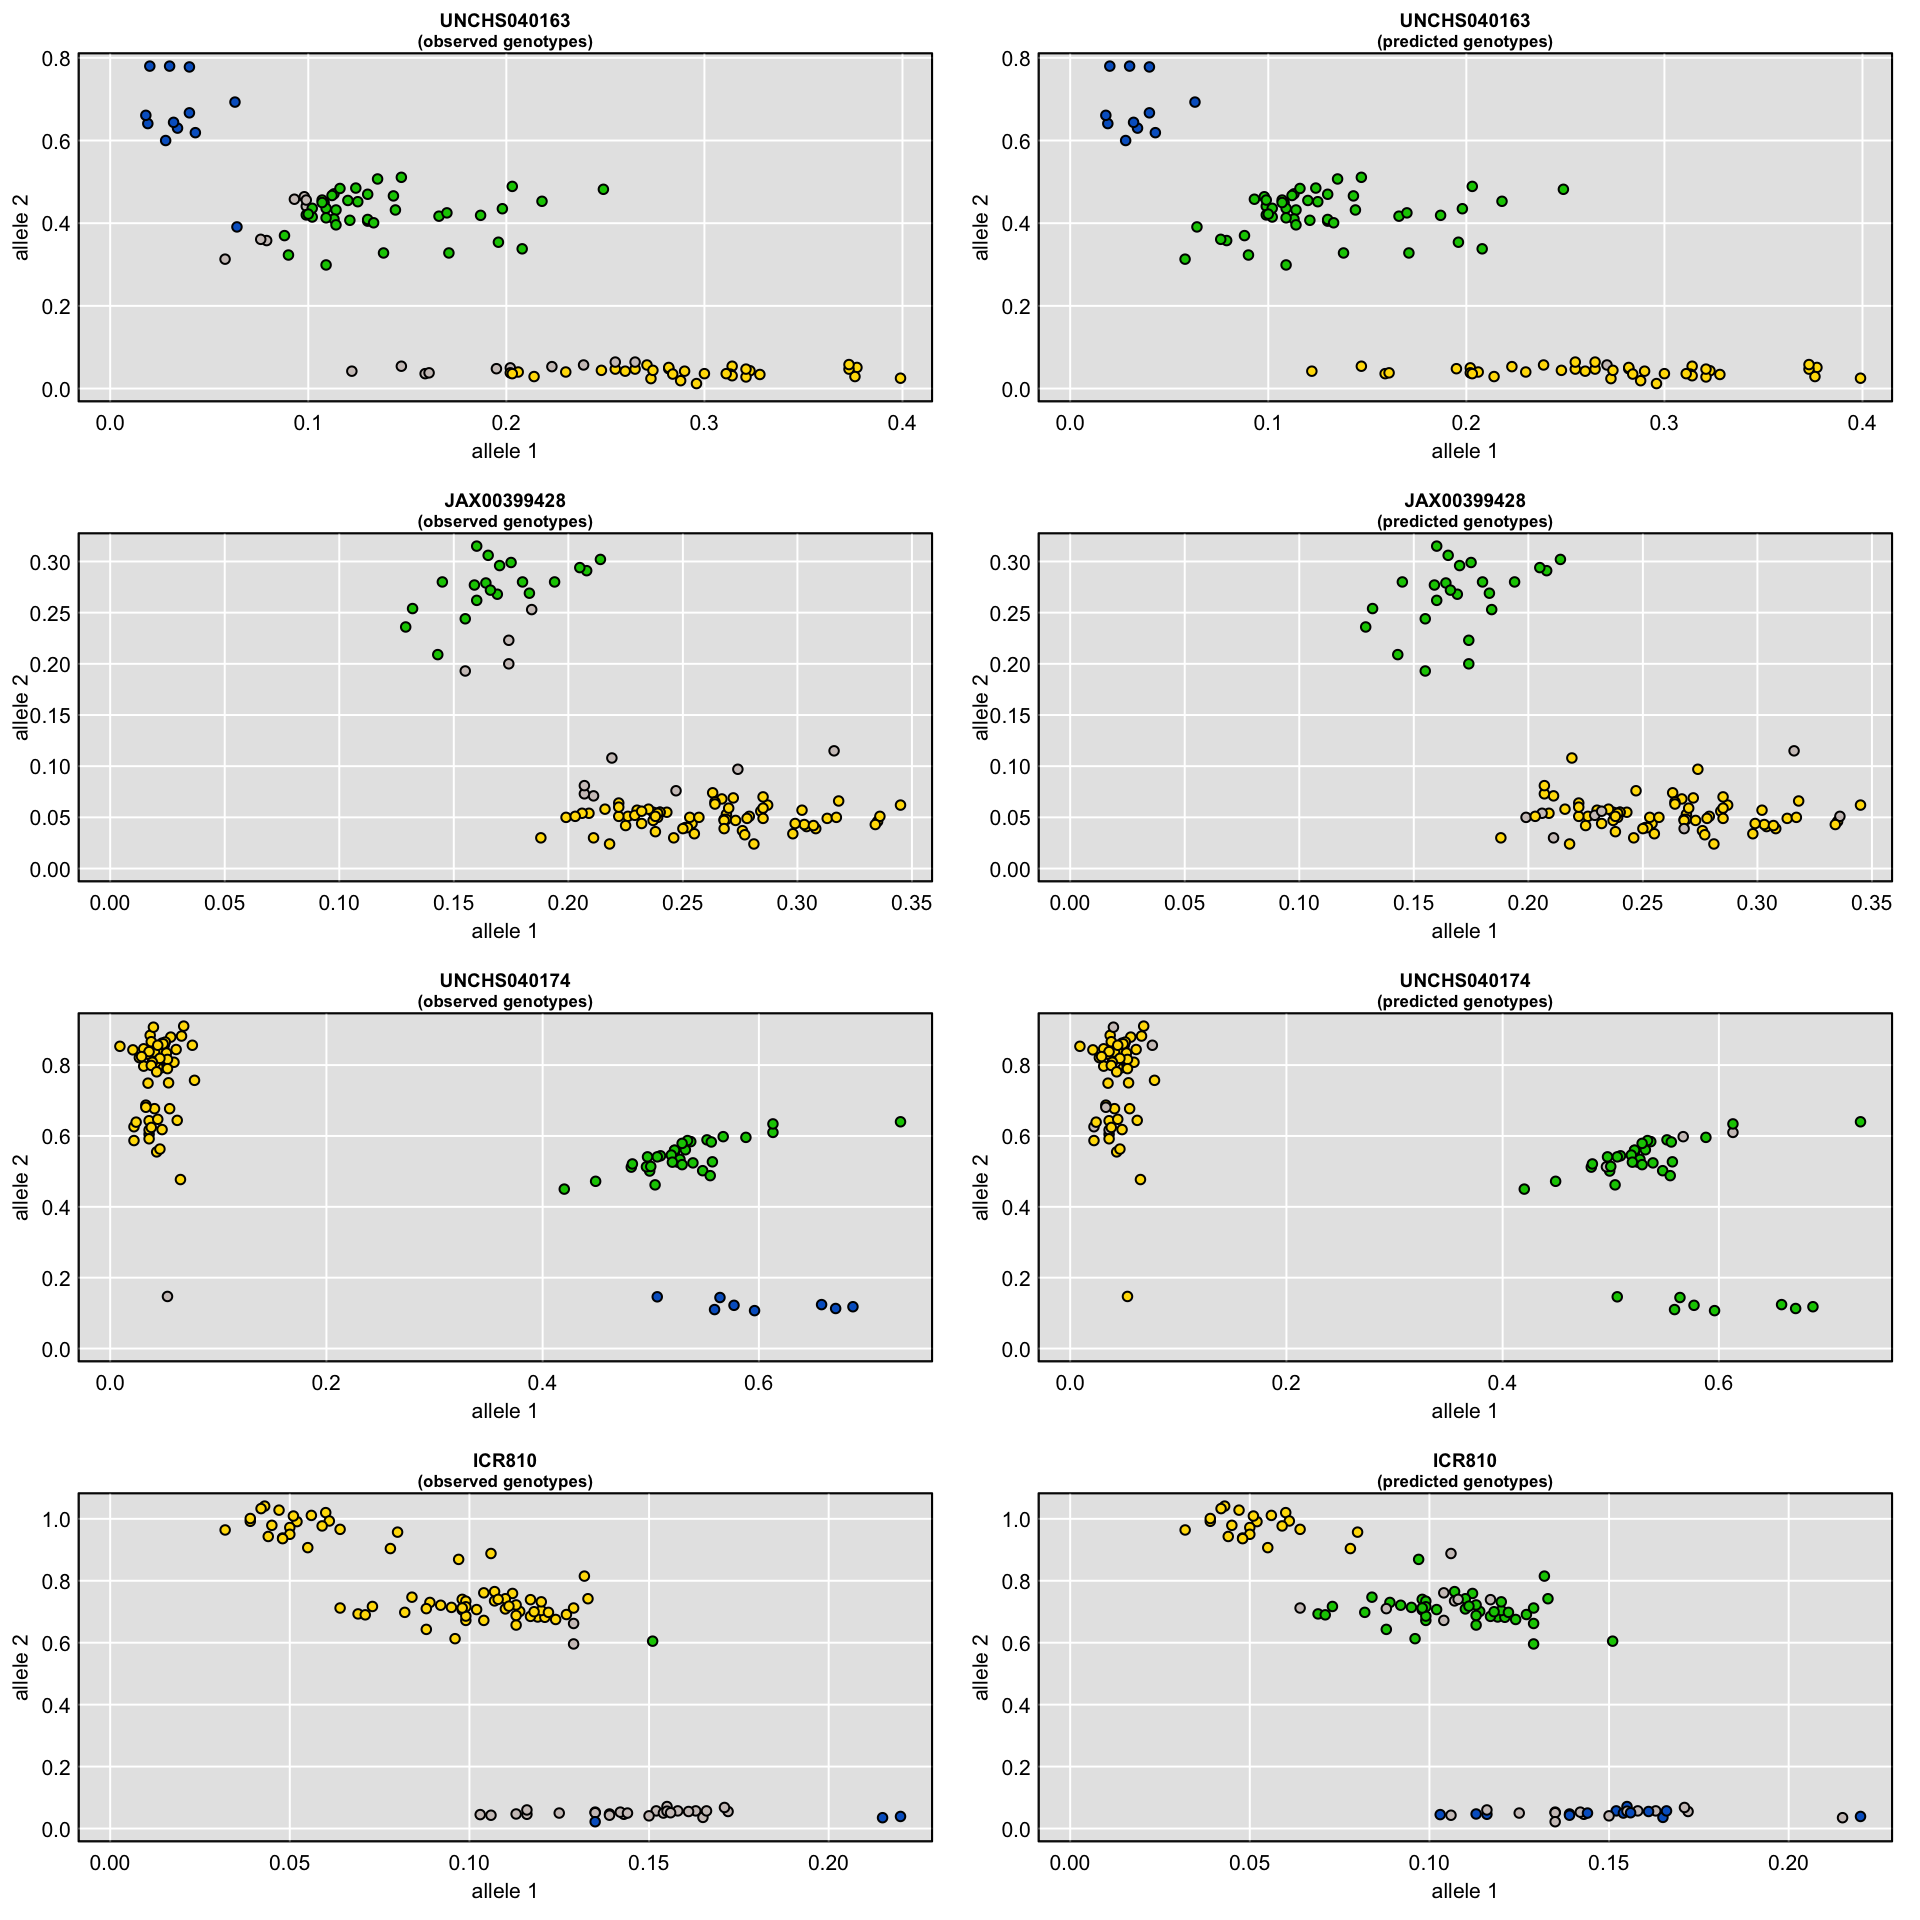 UNCHS040163
(observed genotypes)
allele 2
0.8
0.6
0.4
0.2
0.0
0.0 0.1 0.2 0.3 0.4
allele 1
UNCHS040163
(predicted genotypes)
allele 2
0.8
0.6
0.4
0.2
0.0
0.0 0.1 0.2 0.3 0.4
allele 1
JAX00399428
(observed genotypes)
allele 2
0.30
0.25
0.20
0.15
0.10
0.05
0.00
0.00 0.05 0.10 0.15 0.20 0.25 0.30 0.35
allele 1
JAX00399428
(predicted genotypes)
allele 2
0.30
0.25
0.20
0.15
0.10
0.05
0.00
0.00 0.05 0.10 0.15 0.20 0.25 0.30 0.35
allele 1
UNCHS040174
(observed genotypes)
allele 2
0.8
0.6
0.4
0.2
0.0
0.0 0.2 0.4 0.6
allele 1
UNCHS040174
(predicted genotypes)
allele 2
0.8
0.6
0.4
0.2
0.0
0.0 0.2 0.4 0.6
allele 1
ICR810
(observed genotypes)
allele 2
1.0
0.8
0.6
0.4
0.2
0.0
0.00 0.05 0.10 0.15 0.20
allele 1
ICR810
(predicted genotypes)
allele 2
1.0
0.8
0.6
0.4
0.2
0.0
0.00 0.05 0.10 0.15 0.20
allele 1